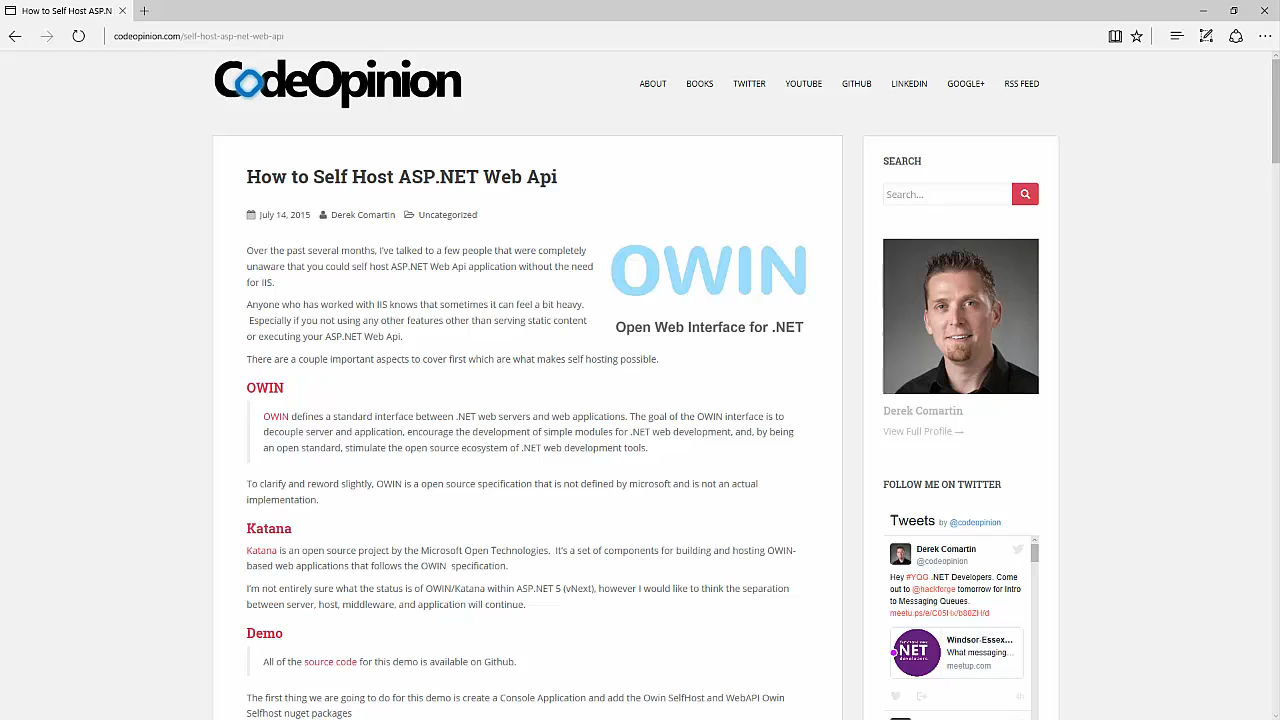 How to Self Host ASP.N
codeopinion.com/self-host-asp-net-web-api
CodeOpinion
ABOUT BOOKS TWITTER YOUTUBE GITHUB LINKEDIN GOOGLE+ RSS FEED
How to Self Host ASP.NET Web Api
July 14, 2015 Derek Comartin Uncategorized
Over the past several months, I've talked to a few people that were completely
unaware that you could self host ASP.NET Web Api application without the need
for IIS.
Anyone who has worked with IIS knows that sometimes it can feel a bit heavy.
Especially if you not using any other features other than serving static content
or executing your ASP.NET Web Api.
OWIN
Open Web Interface for .NET
There are a couple important aspects to cover first which are what makes self hosting possible.
OWIN
OWIN defines a standard interface between .NET web servers and web applications. The goal of the OWIN interface is to
decouple server and application, encourage the development of simple modules for .NET web development, and, by being
an open standard, stimulate the open source ecosystem of .NET web development tools.
To clarify and reword slightly, OWIN is a open source specification that is not defined by microsoft and is not an actual
implementation.
Katana
Katana is an open source project by the Microsoft Open Technologies. It's a set of components for building and hosting OWIN-
based web applications that follows the OWIN specification.
I'm not entirely sure what the status is of OWIN/Katana within ASP.NET 5 (vNext), however I would like to think the separation
between server, host, middleware, and application will continue.
Demo
All of the source code for this demo is available on Github.
The first thing we are going to do for this demo is create a Console Application and add the Owin SelfHost and WebAPI Owin
Selfhost nuget packages
SEARCH
Search...
Derek Comartin
View Full Profile →
FOLLOW ME ON TWITTER
Tweets by @codeopinion
Derek Comartin
@codeopinion
Hey #YQG .NET Developers. Come
out to @hackforge tomorrow for Intro
to Messaging Queues.
NET
developers
Windsor-Essex...
What messaging...
meetup.com
4h